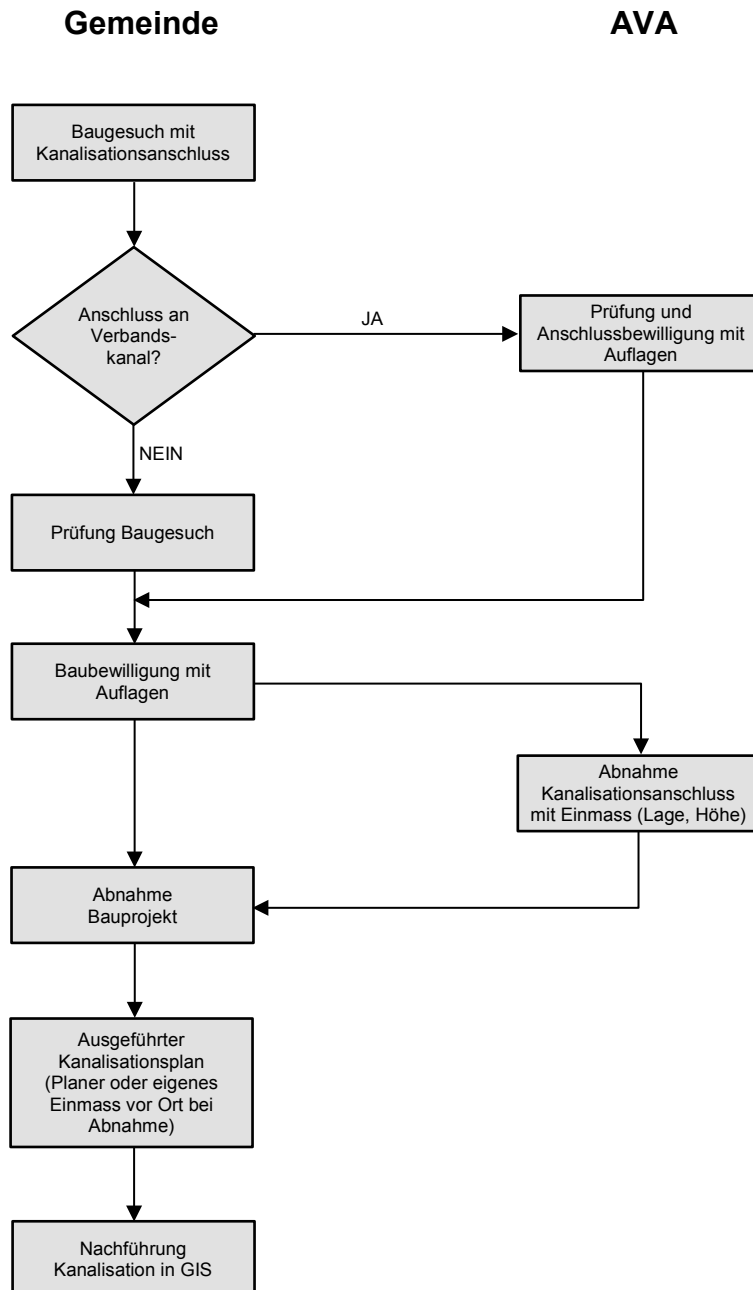 Gemeinde
AVA
Baugesuch mit
Kanalisationsanschluss
Anschluss an
Verbands-
kanal?
JA
Prüfung und
Anschlussbewilligung mit
Auflagen
NEIN
Prüfung Baugesuch
Baubewilligung mit
Auflagen
Abnahme
Kanalisationsanschluss
mit Einmass (Lage, Höhe)
Abnahme
Bauprojekt
Ausgeführter
Kanalisationsplan
(Planer oder eigenes
Einmass vor Ort bei
Abnahme)
Nachführung
Kanalisation in GIS